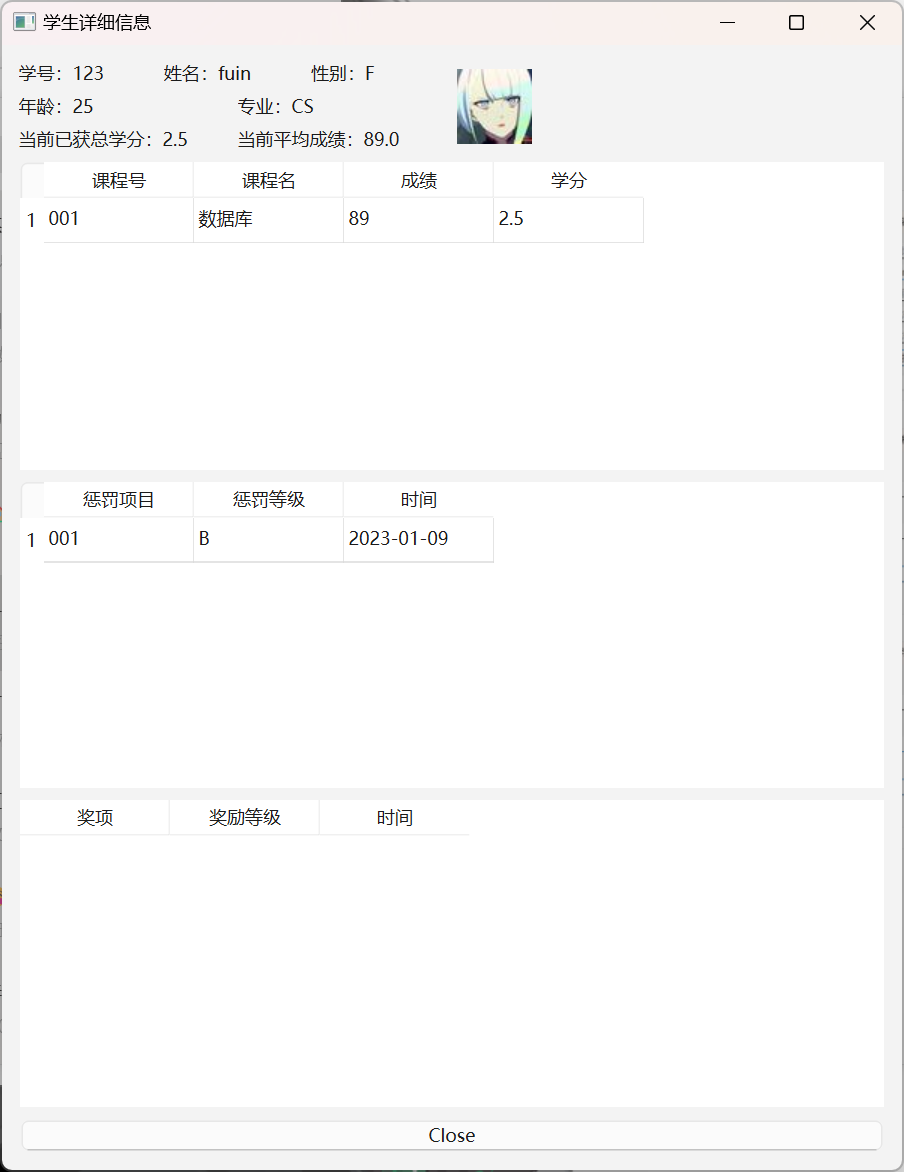 学生详细信息
学号：123 姓名：fuin 性别：F
年龄：25 专业：CS
当前已获总学分：2.5 当前平均成绩：89.0
课程号 课程名 成绩 学分
1 001 数据库 89 2.5
惩罚项目 惩罚等级 时间
1 001 B 2023-01-09
奖项 奖励等级 时间
Close